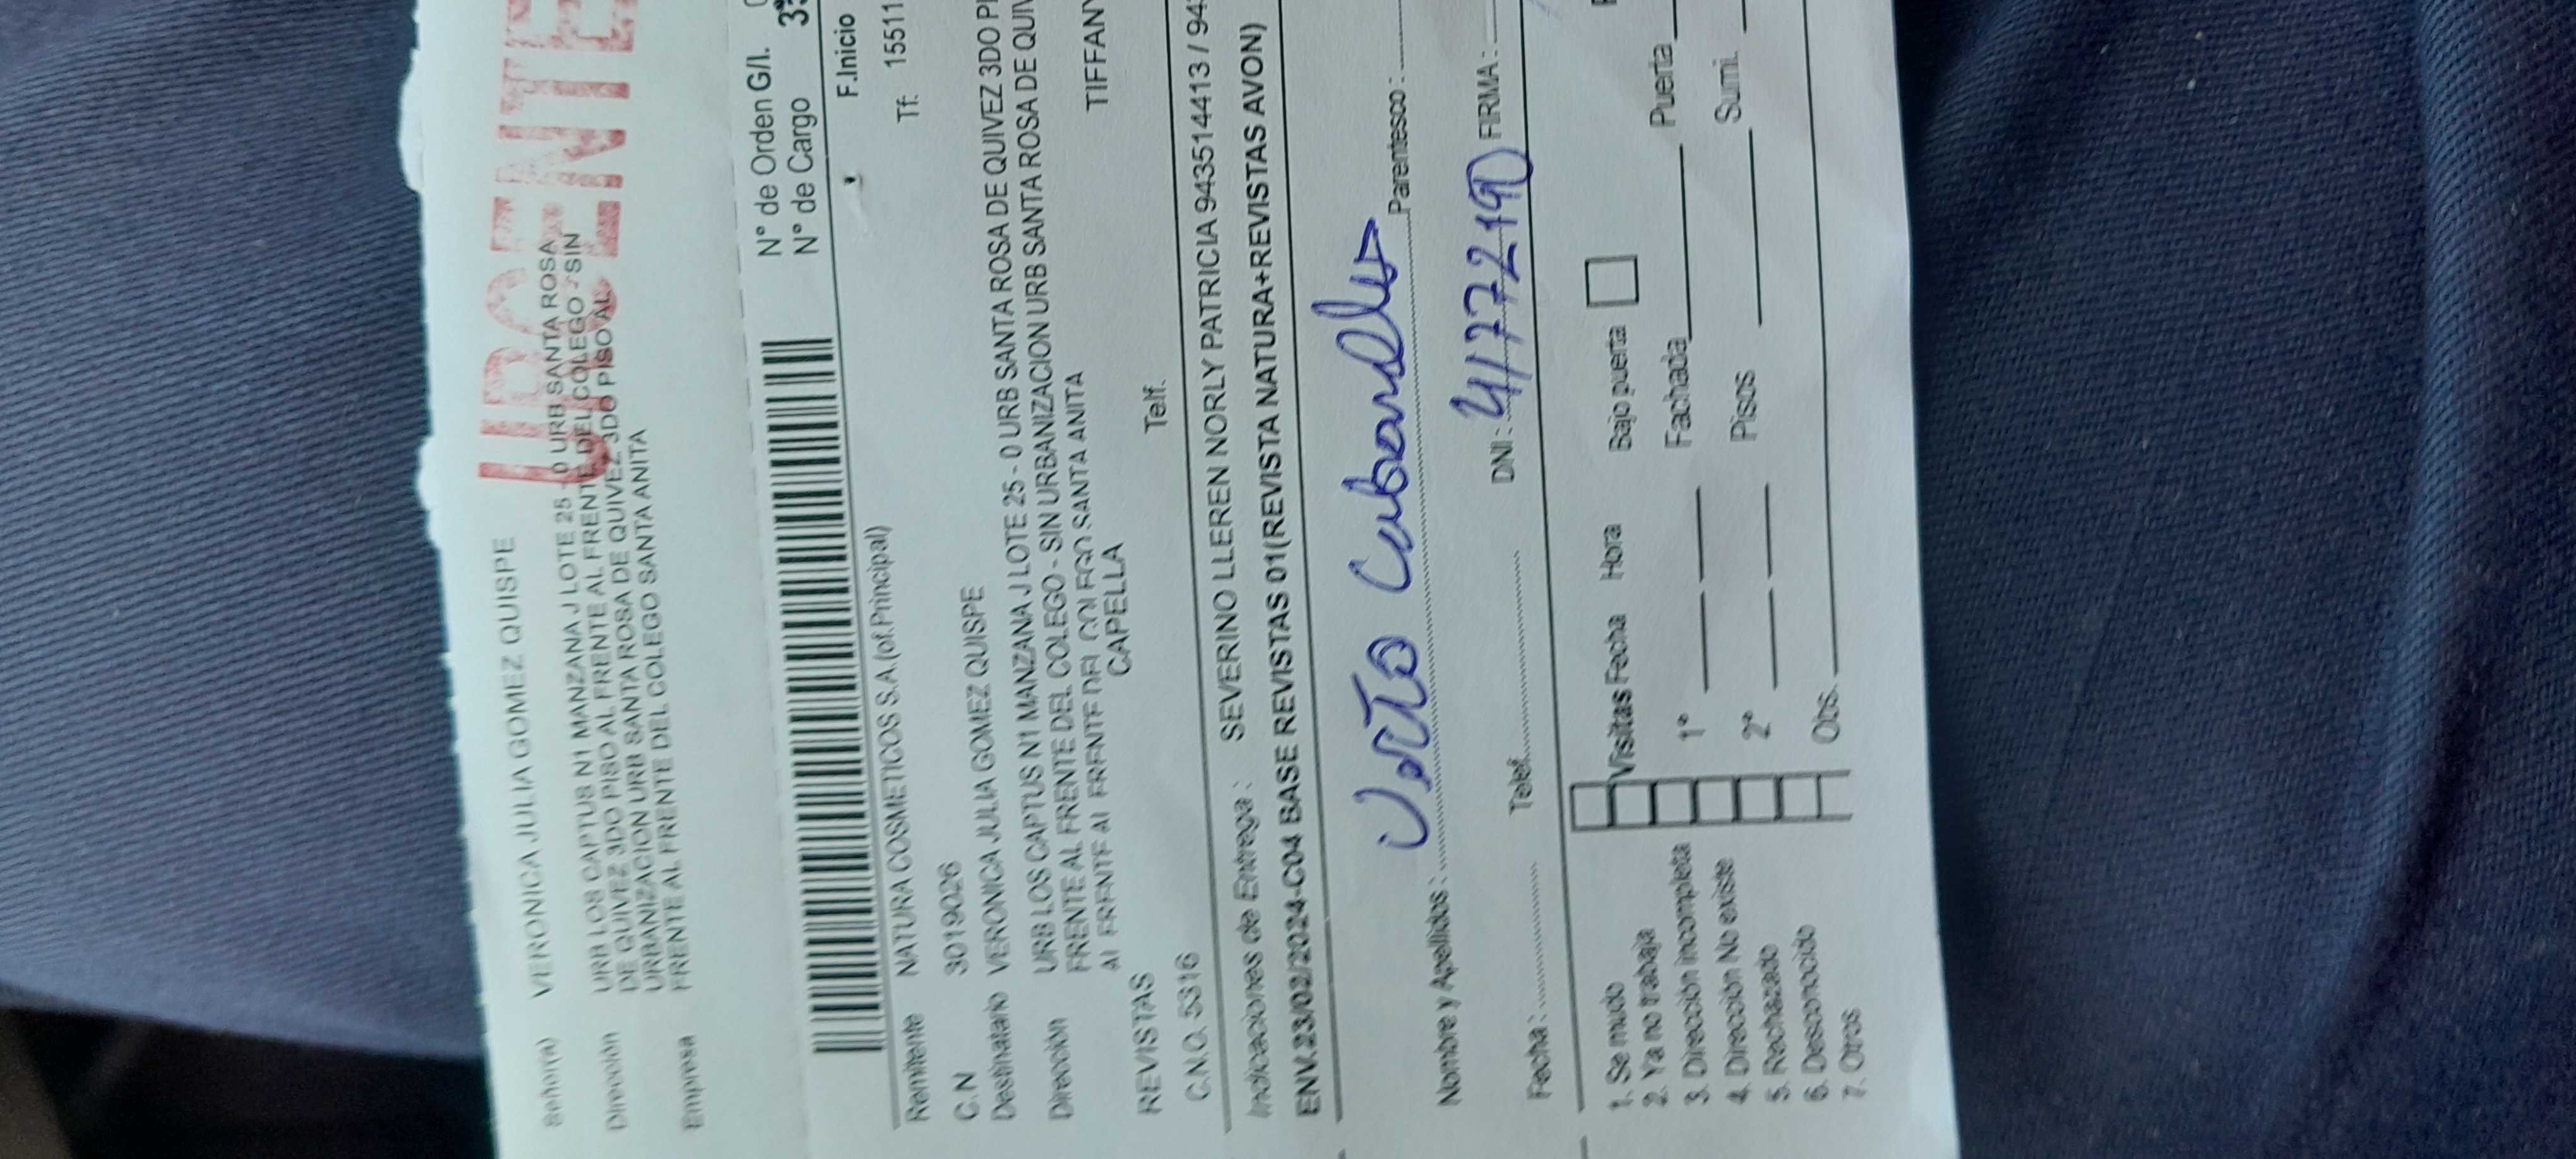 URGENTE
Señor(a) VERONICA JULIA GOMEZ QUISPE
Dirección URB LOS CAPTUS N1 MANZANA J LOTE 25 - 0 URB SANTA ROSA
DE QUIVEZ 3DO PISO AL FRENTE AL FRENTE DEL COLEGO - SIN
URBANIZACION URB SANTA ROSA DE QUIVEZ 3DO PISO AL
FRENTE AL FRENTE DEL COLEGO SANTA ANITA
Empresa
N° de Orden G/I.
N° de Cargo
F.Inicio
Remitente NATURA COSMETICOS S.A.(of.Principal) Tf: 15511
C.N 3019026
Destinatario VERONICA JULIA GOMEZ QUISPE
Dirección URB LOS CAPTUS N1 MANZANA J LOTE 25 - 0 URB SANTA ROSA DE QUIVEZ 3DO PI
FRENTE AL FRENTE DEL COLEGO - SIN URBANIZACION URB SANTA ROSA DE QUIV
Al FRENTE Al FRENTE DEL COLEGO SANTA ANITA
REVISTAS CAPELLA TIFFANY
C.N.O. 5316 Telf.
Indicaciones de Entrega : SEVERINO LLEREN NORLY PATRICIA 943514413 / 94
ENV.23/02/2024-C04 BASE REVISTAS 01(REVISTA NATURA+REVISTAS AVON)
Nombre y Apellidos : Parentesco :
Fecha : Telef. DNI : 41772190 FIRMA :
1. Se mudo Visitas Fecha Hora Bajo puerta
2. Ya no trabaja
3. Dirección incompleta 1° Fachada Puerta
4. Dirección No existe
5. Rechazado 2° Pisos Sumi.
6. Desconocido
7. Otros Obs.